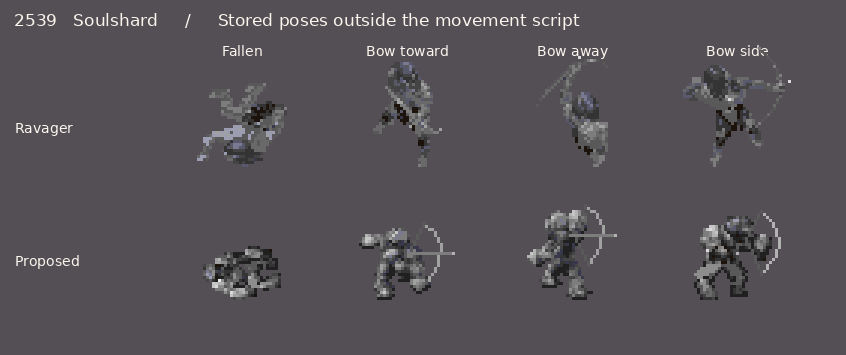 2539 Soulshard / Stored poses outside the movement script
Fallen Bow toward Bow away Bow side
Ravager
Proposed